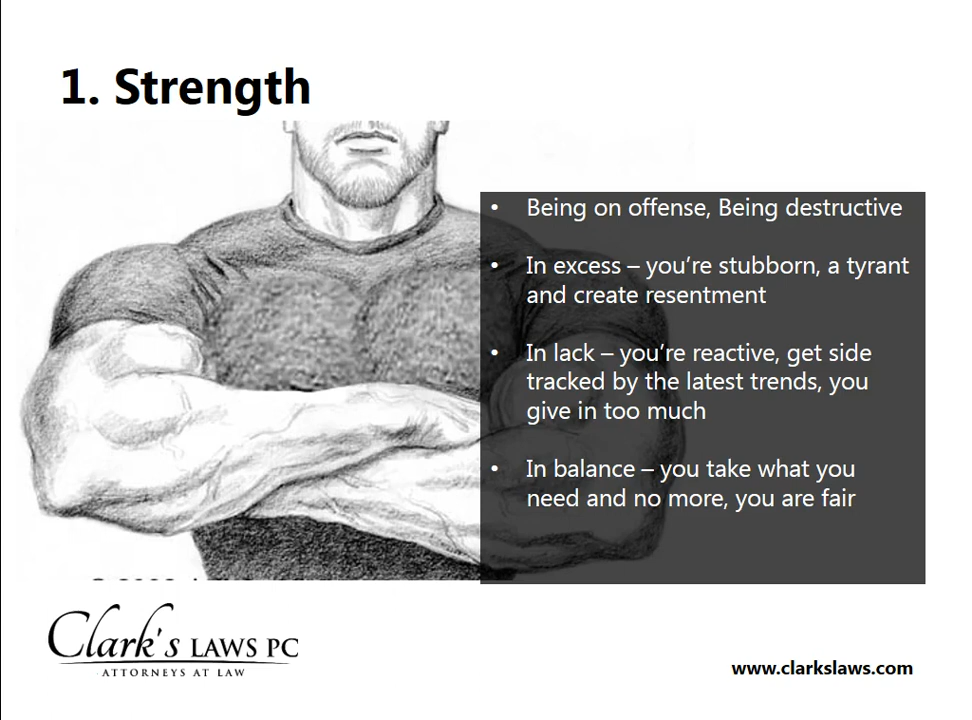 1. Strength
• Being on offense, Being destructive
• In excess – you're stubborn, a tyrant
and create resentment
• In lack – you're reactive, get side
tracked by the latest trends, you
give in too much
• In balance – you take what you
need and no more, you are fair
Clark's LAWS PC
ATTORNEYS AT LAW
www.clarkslaws.com